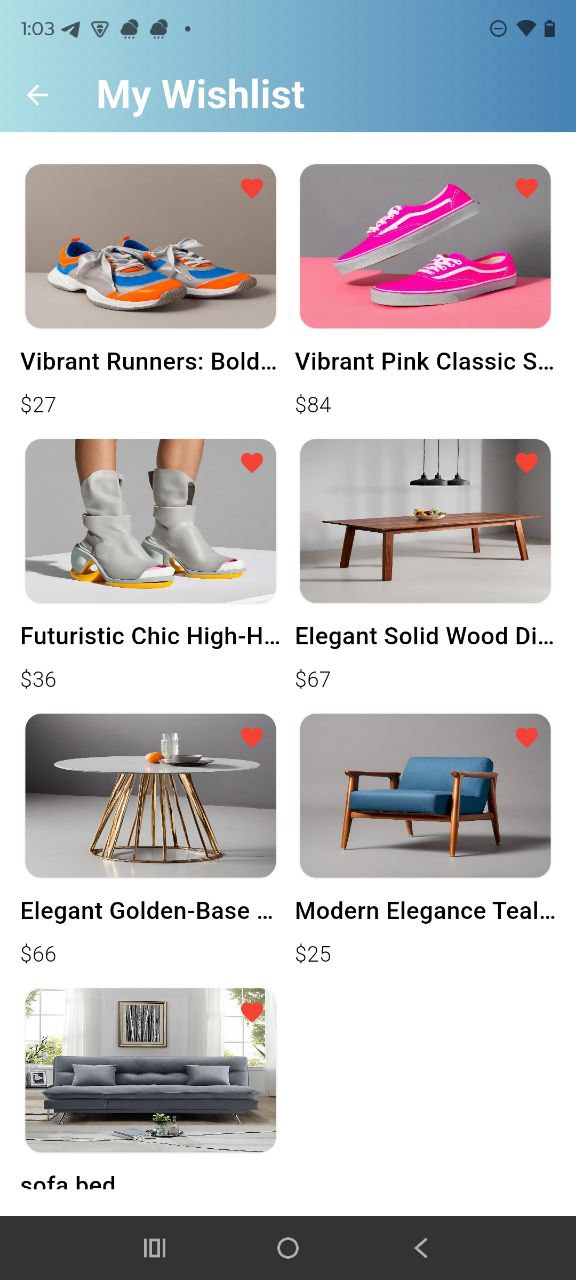 1:03
My Wishlist
Vibrant Runners: Bold...
Vibrant Pink Classic S...
$27
$84
Futuristic Chic High-H...
Elegant Solid Wood Di...
$36
$67
Elegant Golden-Base ...
Modern Elegance Teal...
$66
$25
sofa bed